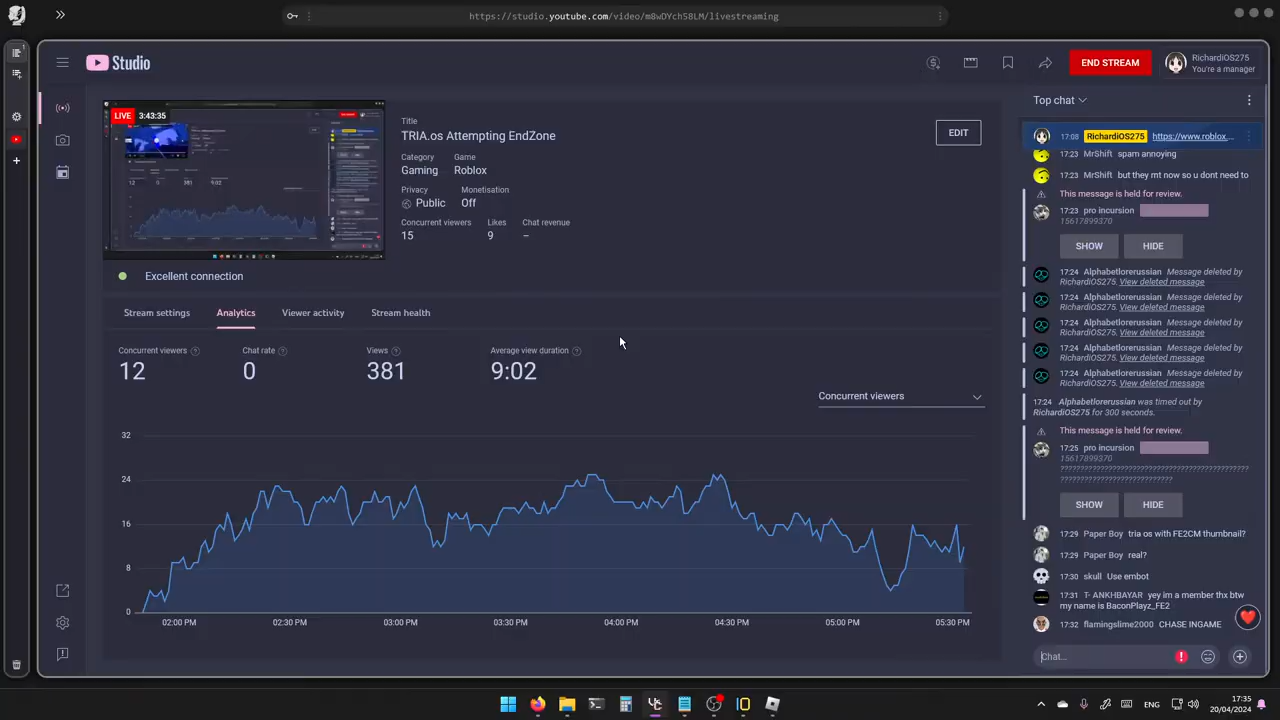 https://studio.youtube.com/video/m8wDYch58LM/livestreaming
Studio
END STREAM
RichardiOS275
You're a manager
LIVE 3:43:35
Title
TRIA.os Attempting EndZone
EDIT
Category Game
Gaming Roblox
Privacy Monetisation
Public Off
Concurrent viewers Likes Chat revenue
15 9 –
Excellent connection
Stream settings Analytics Viewer activity Stream health
Concurrent viewers Chat rate Views Average view duration
12 0 381 9:02
Concurrent viewers
32
24
16
8
0
02:00 PM 02:30 PM 03:00 PM 03:30 PM 04:00 PM 04:30 PM 05:00 PM 05:30 PM
Top chat
17:08 RichardiOS275 https://www.roblox....
17:23 MrShift spam annoying
17:23 MrShift but they mt now so u dont need to
This message is held for review.
17:23 pro incursion
15617899370
SHOW HIDE
17:24 Alphabetlorerussian Message deleted by
RichardiOS275. View deleted message
17:24 Alphabetlorerussian Message deleted by
RichardiOS275. View deleted message
17:24 Alphabetlorerussian Message deleted by
RichardiOS275. View deleted message
17:24 Alphabetlorerussian Message deleted by
RichardiOS275. View deleted message
17:24 Alphabetlorerussian Message deleted by
RichardiOS275. View deleted message
17:24 Alphabetlorerussian was timed out by
RichardiOS275 for 300 seconds.
This message is held for review.
17:25 pro incursion
15617899370
SHOW HIDE
17:29 Paper Boy tria os with FE2CM thumbnail?
17:29 Paper Boy real?
17:30 skull Use embot
17:31 T- ANKHBAYAR yey im a member thx btw
my name is BaconPlayz_FE2
17:32 flamingslime2000 CHASE INGAME
Chat...
ENG
17:35
20/04/2024